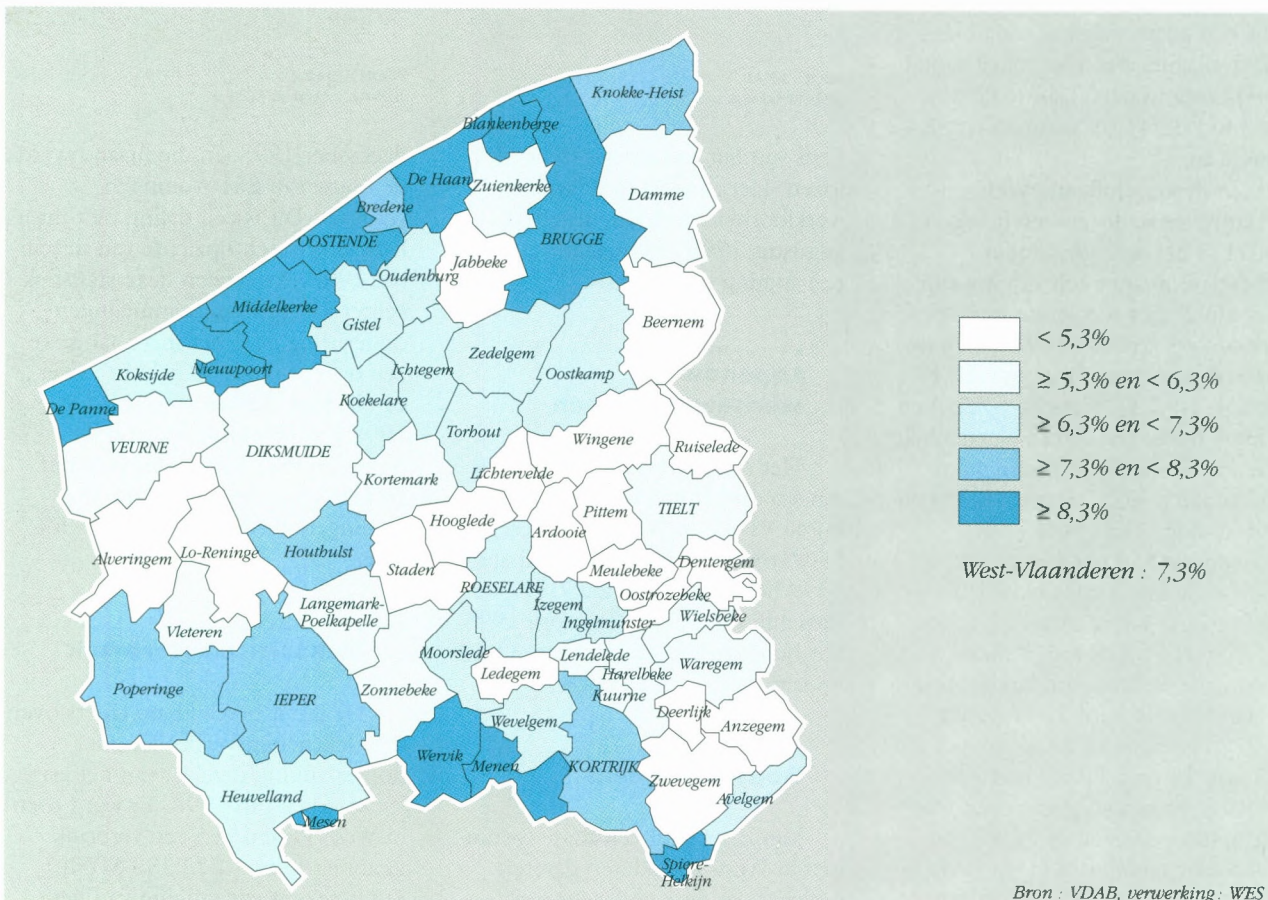 Knokke-Heist
Blankenberge
De Haan
Zuienkerke
Damme
Bredene
OOSTENDE
BRUGGE
Jabbeke
Oudenburg
Middelkerke
Gistel
Beernem
Zedelgem
Ichtegem
Oostkamp
Nieuwpoort
Koksijde
Koekelare
De Panne
Torhout
VEURNE
DIKSMUIDE
Wingene
Ruiselede
Lichtervelde
Kortemark
Hooglede
Pittem
TIELT
Ardooie
Houthulst
Lo-Reninge
Alveringem
Staden
Meulebeke
Dentergem
ROESELARE
Oostrozebeke
Izegem
Langemark-
Poelkapelle
Ingelmunster
Wielsbeke
Vleteren
Moorslede
Lendelede
Waregem
Ledegem
Harelbeke
Poperinge
IEPER
Zonnebeke
Kuurne
Deerlijk
Wevelgem
Anzegem
Wervik
Menen
KORTRIJK
Zwevegem
Heuvelland
Avelgem
Mesen
Spiere-
Helkijn
< 5,3%
≥ 5,3% en < 6,3%
≥ 6,3% en < 7,3%
≥ 7,3% en < 8,3%
≥ 8,3%
West-Vlaanderen : 7,3%
Bron : VDAB, verwerking : WES